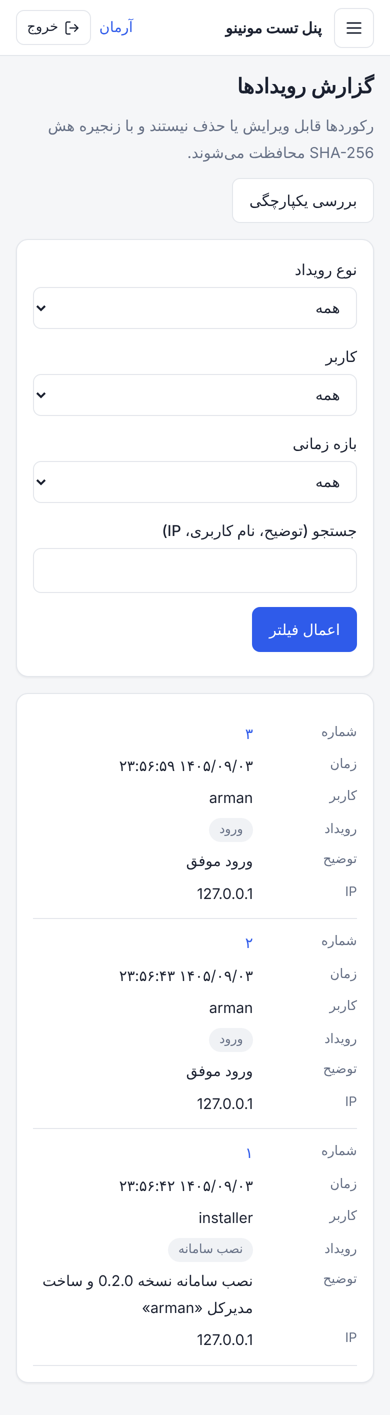 پنل تست مونینو
آرمان
خروج
گزارش رویدادها
رکوردها قابل ویرایش یا حذف نیستند و با زنجیره هش
SHA-256 محافظت می‌شوند.
بررسی یکپارچگی
نوع رویداد
همه
کاربر
همه
بازه زمانی
همه
جستجو (توضیح، نام کاربری، IP)
اعمال فیلتر
شماره ۳
زمان ۱۴۰۵/۰۹/۰۳ ۲۳:۵۶:۵۹
کاربر arman
رویداد ورود
توضیح ورود موفق
IP 127.0.0.1
شماره ۲
زمان ۱۴۰۵/۰۹/۰۳ ۲۳:۵۶:۴۳
کاربر arman
رویداد ورود
توضیح ورود موفق
IP 127.0.0.1
شماره ۱
زمان ۱۴۰۵/۰۹/۰۳ ۲۳:۵۶:۴۲
کاربر installer
رویداد نصب سامانه
توضیح نصب سامانه نسخه 0.2.0 و ساخت
مدیرکل «arman»
IP 127.0.0.1